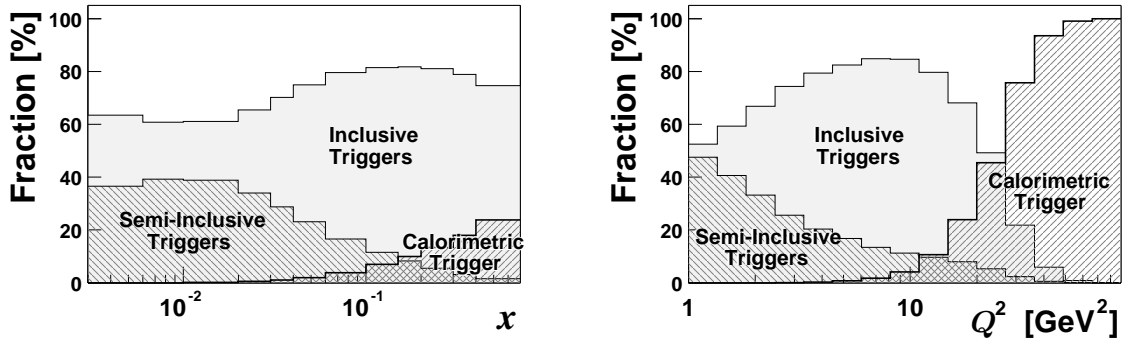 Fraction [%]
100
80
60
40
20
0
Inclusive
Triggers
Semi-Inclusive
Triggers
Calorimetric
Trigger
10^-2
10^-1
x
Fraction [%]
100
80
60
40
20
0
Inclusive
Triggers
Calorimetric
Trigger
Semi-Inclusive
Triggers
1
10
Q^2 [GeV^2]